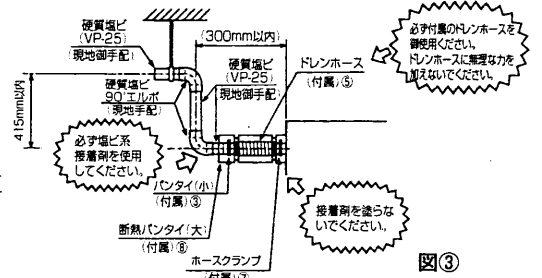 硬質塩ビ
(VP-25)
(現地御手配)
(300mm以内)
硬質塩ビ
(VP-25)
(現地御手配)
ドレンホース
(付属)⑤
必ず付属のドレンホースを
御使用ください。
ドレンホースに無理な力を
加えないでください。
415mm以内
硬質塩ビ
90°エルボ
(現地手配)
必ず塩ビ系
接着剤を使用
してください。
バンタイ(小)
(付属)③
断熱バンタイ(大)
(付属)⑧
ホースクランプ
(付属)⑦
接着剤を塗らな
いでください。
図③